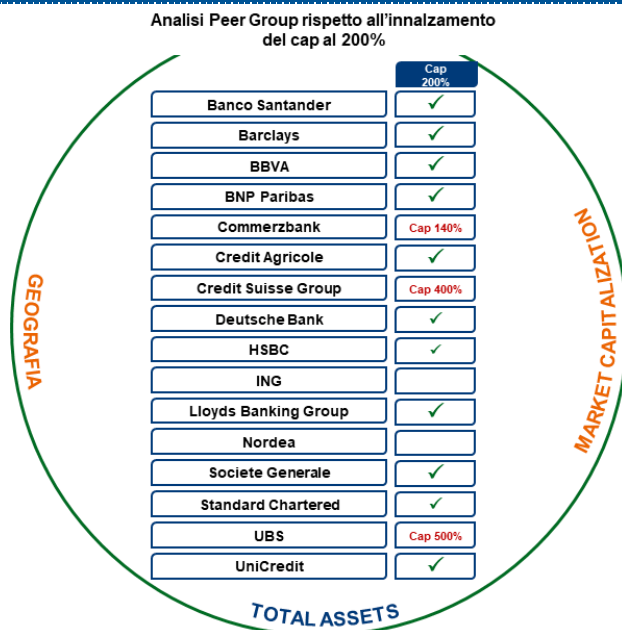 Analisi Peer Group rispetto all'innalzamento
del cap al 200%
Cap
200%
Banco Santander ✓
Barclays ✓
BBVA ✓
BNP Paribas ✓
Commerzbank Cap 140%
Credit Agricole ✓
Credit Suisse Group Cap 400%
Deutsche Bank ✓
HSBC ✓
ING
Lloyds Banking Group ✓
Nordea
Societe Generale ✓
Standard Chartered ✓
UBS Cap 500%
UniCredit ✓
GEOGRAFIA
MARKET CAPITALIZATION
TOTAL ASSETS